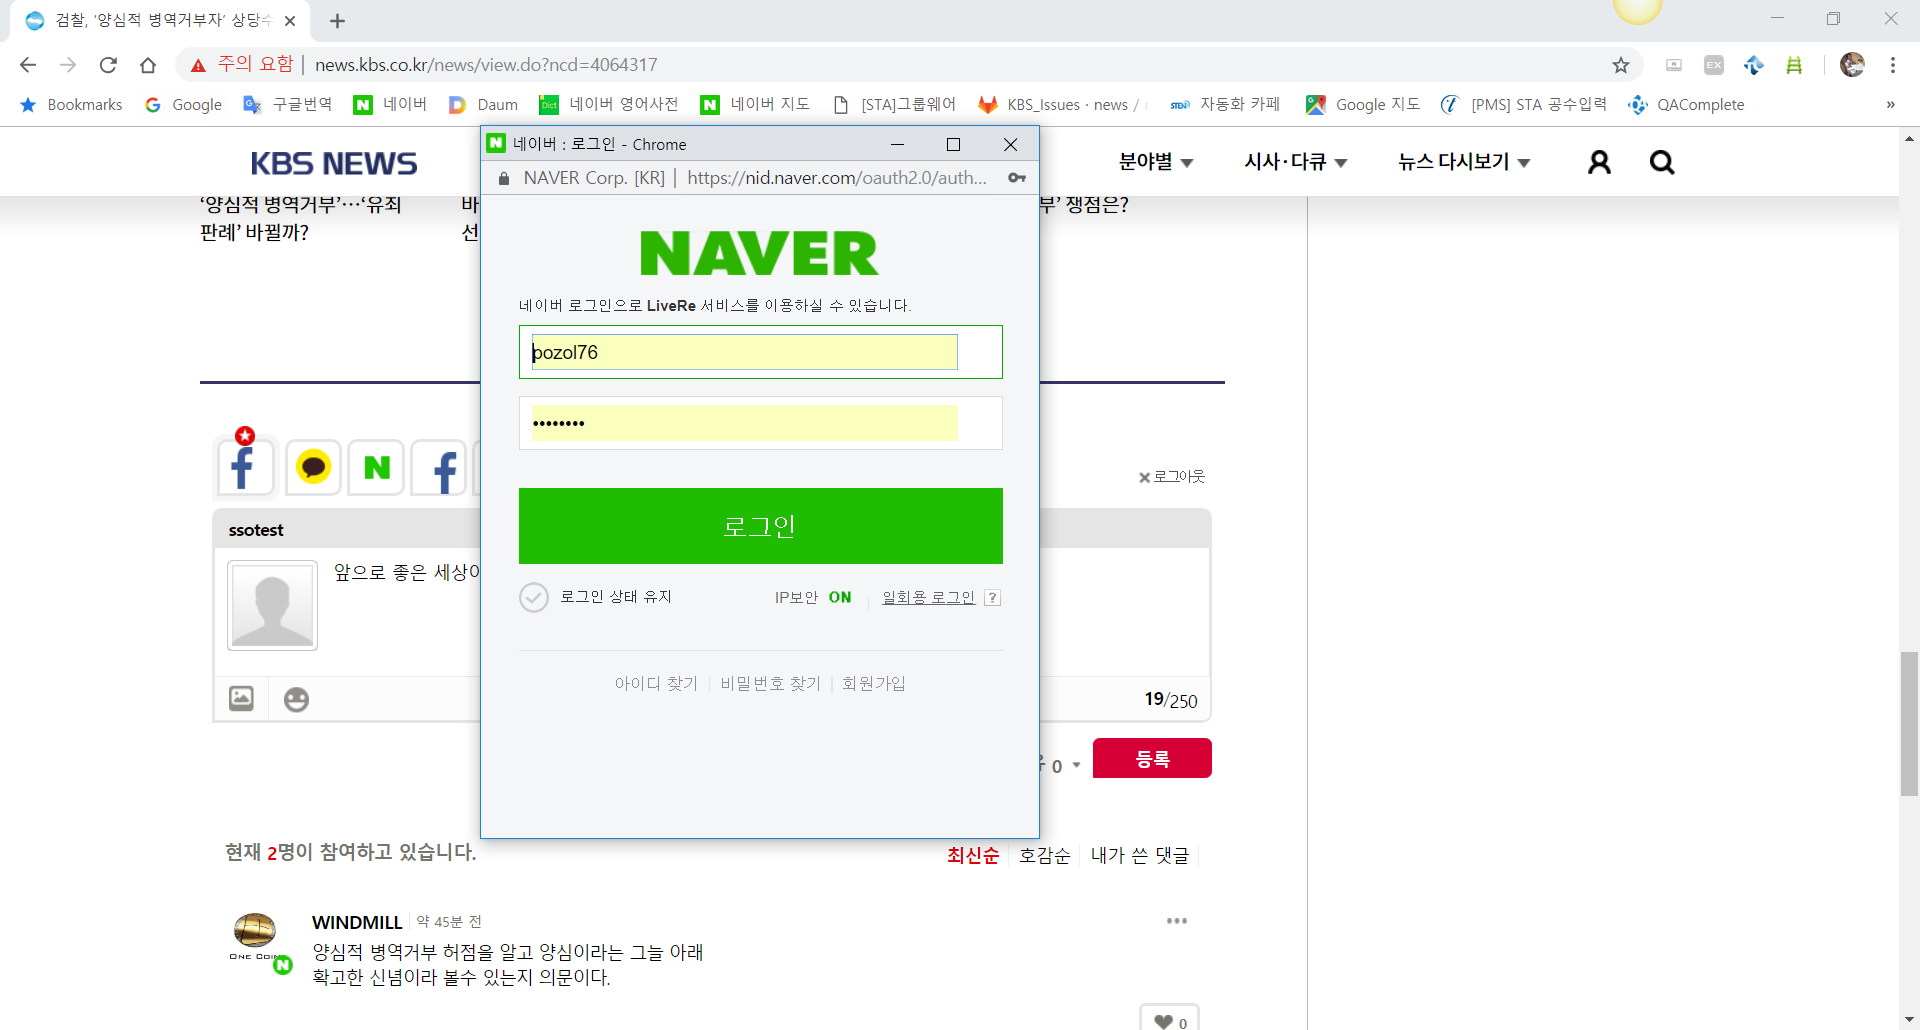 검찰, ‘양심적 병역거부자’ 상당수
주의 요함 | news.kbs.co.kr/news/view.do?ncd=4064317
EX
Bookmarks Google 구글번역 네이버 Daum 네이버 영어사전 네이버 지도 [STA]그룹웨어 KBS_Issues · news / 자동화 카페 Google 지도 [PMS] STA 공수입력 QAComplete »
KBS NEWS 분야별 시사·다큐 뉴스 다시보기
‘양심적 병역거부’…‘유죄
판례’ 바뀔까?
바
선
부’ 쟁점은?
네이버 : 로그인 - Chrome
NAVER Corp. [KR] | https://nid.naver.com/oauth2.0/auth...
NAVER
네이버 로그인으로 LiveRe 서비스를 이용하실 수 있습니다.
pozol76
••••••••
로그인
로그인 상태 유지 IP보안 ON 일회용 로그인 ?
아이디 찾기 | 비밀번호 찾기 | 회원가입
로그아웃
ssotest
앞으로 좋은 세상이
19/250
0
등록
현재 2명이 참여하고 있습니다.
최신순 호감순 내가 쓴 댓글
WINDMILL 약 45분 전
ONE COIN
양심적 병역거부 허점을 알고 양심이라는 그늘 아래
확고한 신념이라 볼수 있는지 의문이다.
0